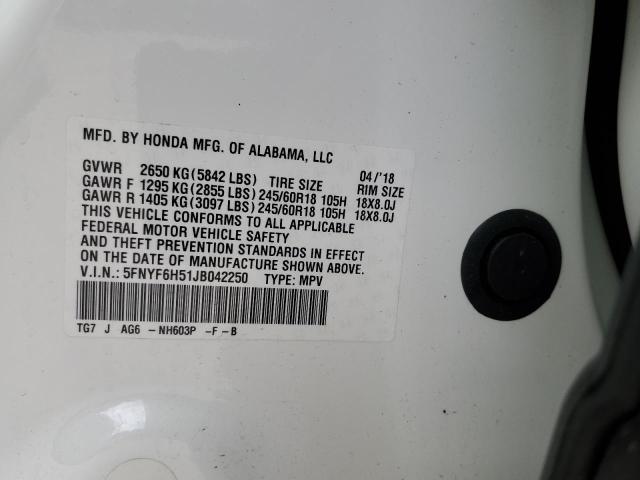 MFD. BY HONDA MFG. OF ALABAMA, LLC 04/'18
GVWR 2650 KG(5842 LBS) TIRE SIZE RIM SIZE
GAWR F 1295 KG(2855 LBS)245/60R18 105H 18X8.0J
GAWR R 1405 KG(3097 LBS)245/60R18 105H 18X8.0J
THIS VEHICLE CONFORMS TO ALL APPLICABLE
FEDERAL MOTOR VEHICLE SAFETY
AND THEFT PREVENTION STANDARDS IN EFFECT
ON THE DATE OF MANUFACTURE SHOWN ABOVE.
V.I.N.: 5FNYF6H51JB042250 TYPE: MPV
TG7 J AG6 -NH603P -F-B